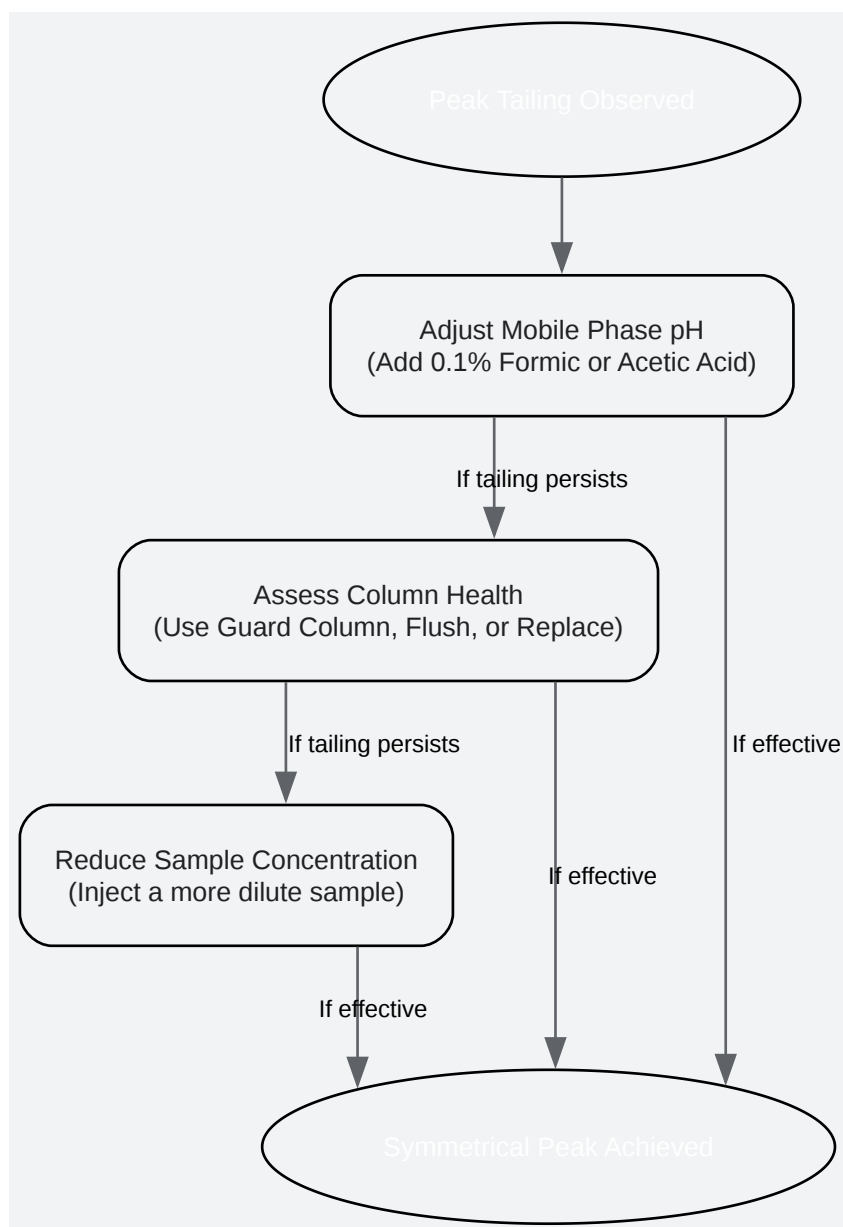 Peak Tailing Observed
Adjust Mobile Phase pH
(Add 0.1% Formic or Acetic Acid)
If tailing persists
Assess Column Health
(Use Guard Column, Flush, or Replace)
If tailing persists
If effective
Reduce Sample Concentration
(Inject a more dilute sample)
If effective
If effective
Symmetrical Peak Achieved